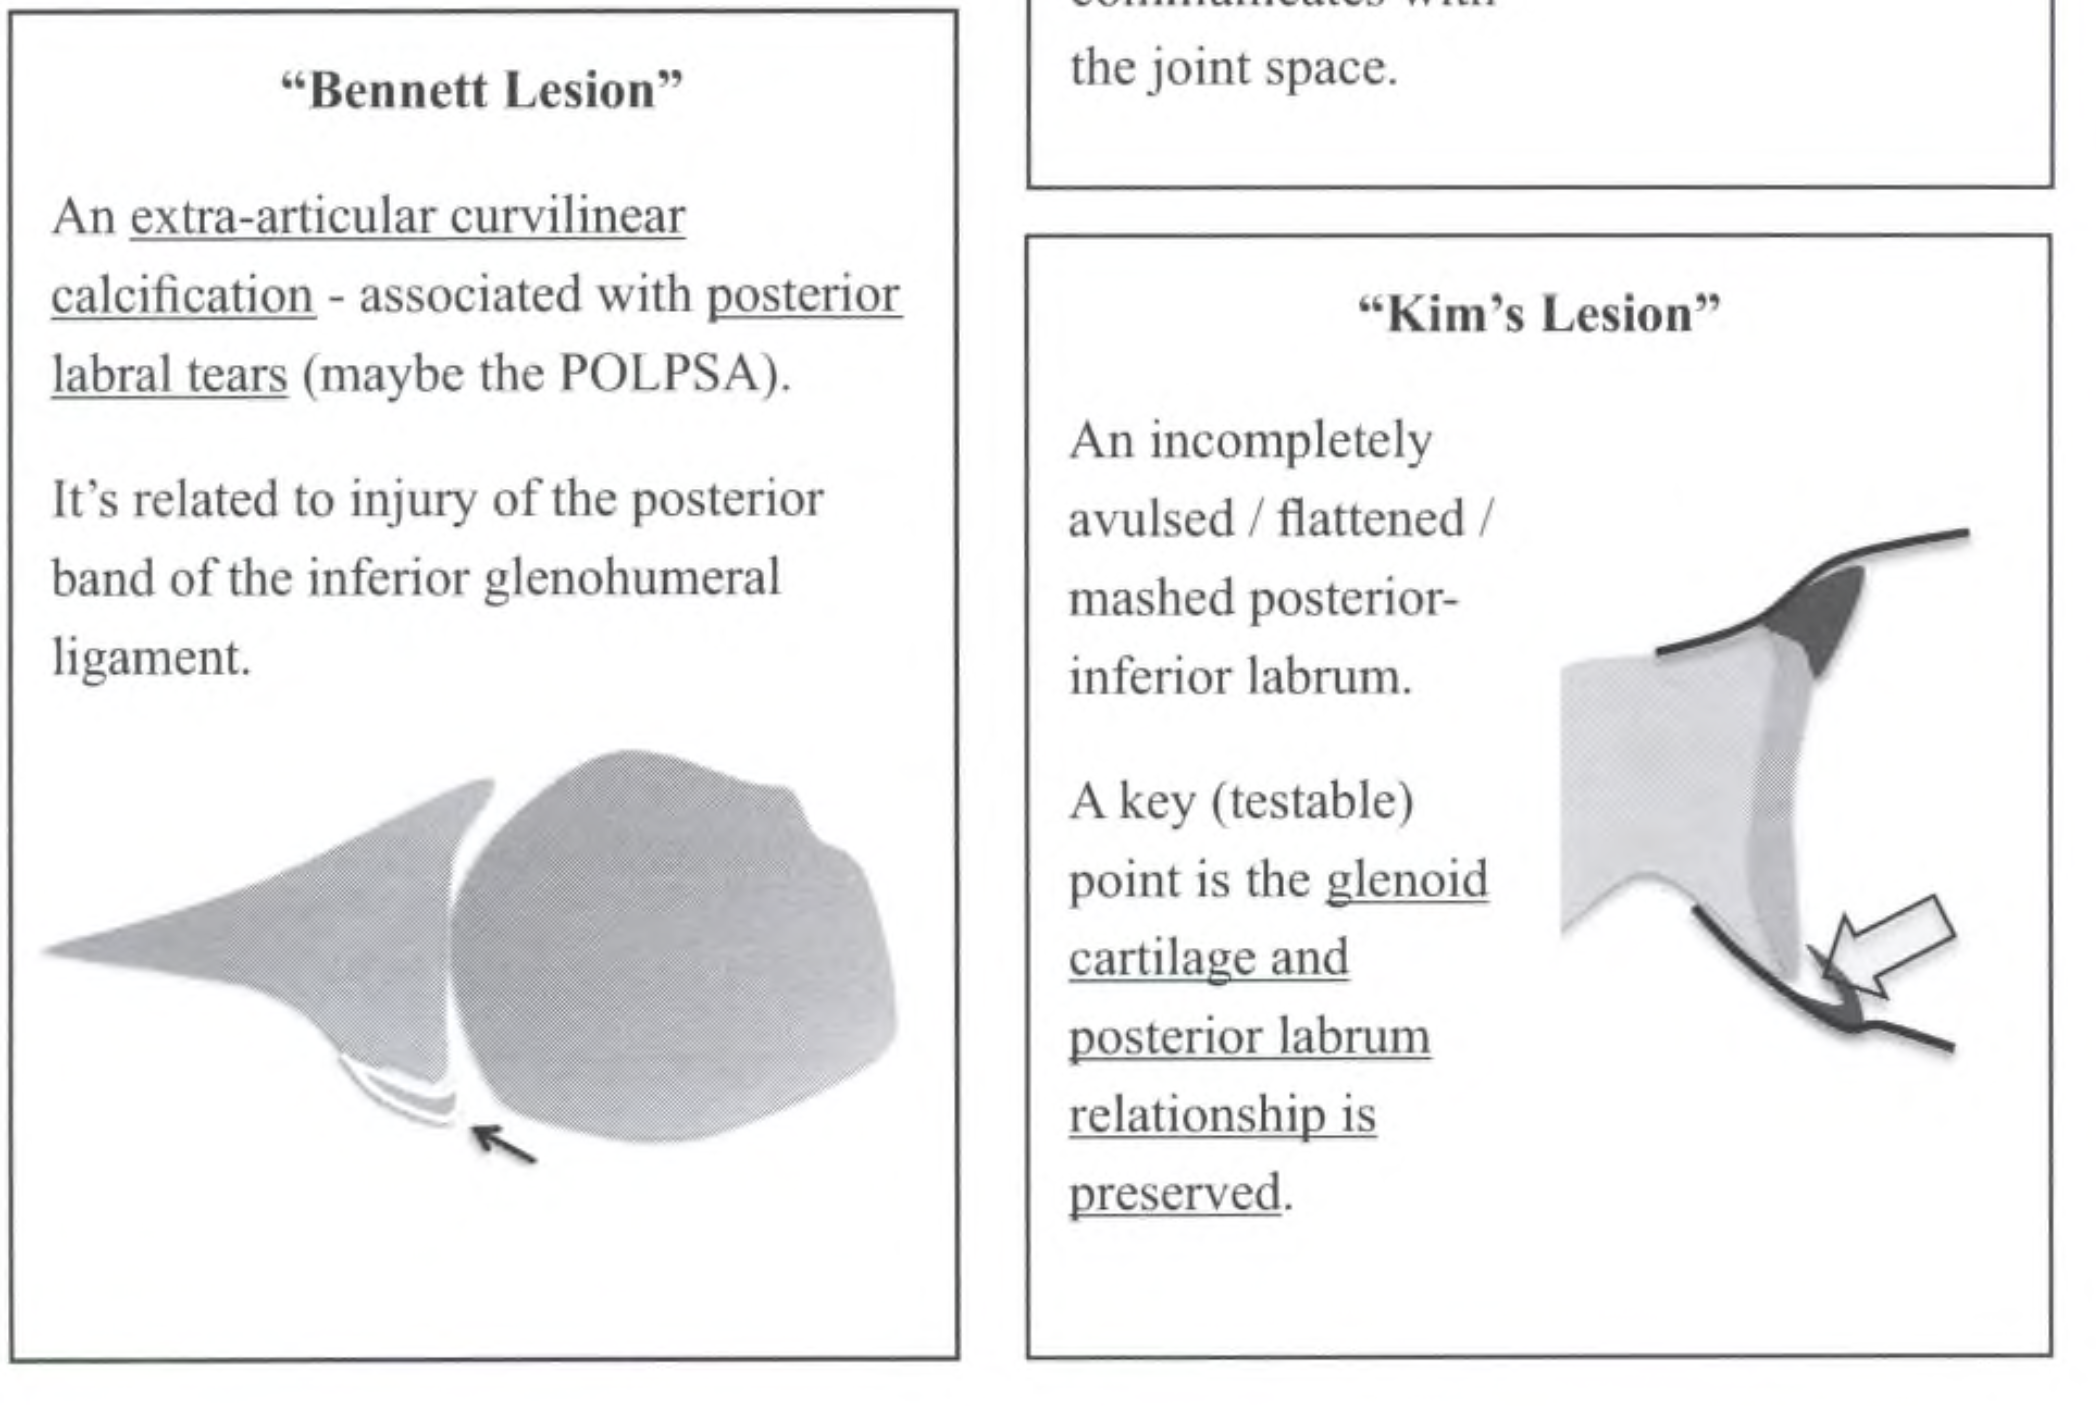 “Bennett Lesion”
An extra-articular curvilinear
calcification - associated with posterior
labral tears (maybe the POLPSA).
It’s related to injury of the posterior
band of the inferior glenohumeral
ligament.
the joint space.
“Kim’s Lesion”
An incompletely
avulsed / flattened /
mashed posterior-
inferior labrum.
A key (testable)
point is the glenoid
cartilage and
posterior labrum
relationship is
preserved.